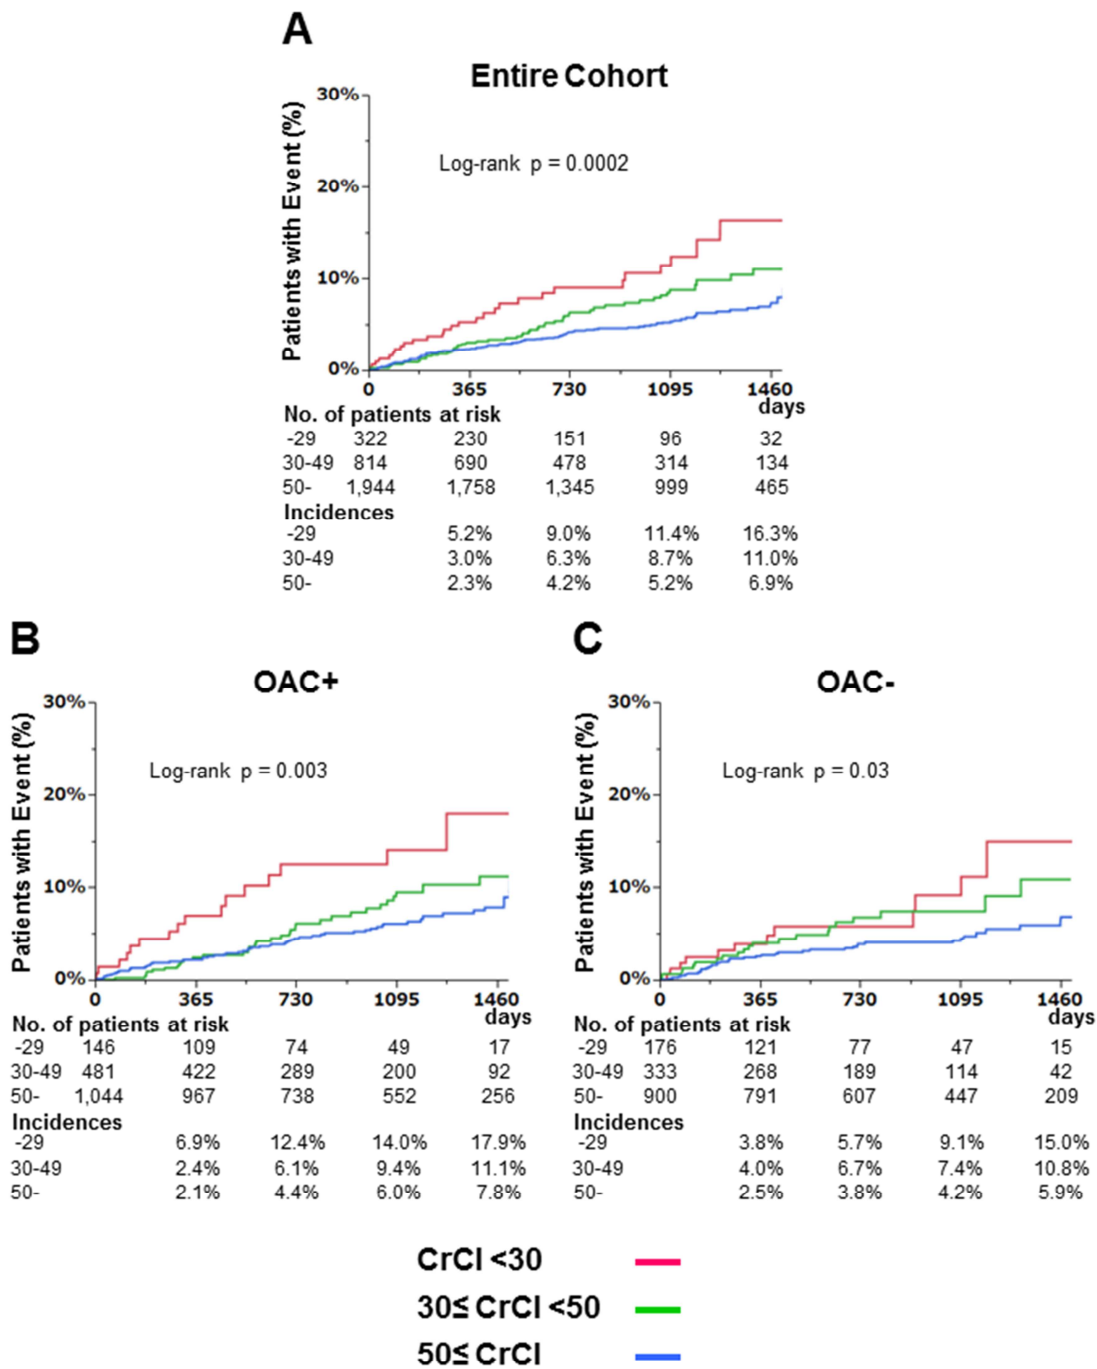 A
Entire Cohort
Patients with Event (%)
30%
20%
10%
0%
Log-rank p = 0.0002
0 365 730 1095 1460
days
No. of patients at risk
-29 322 230 151 96 32
30-49 814 690 478 314 134
50- 1,944 1,758 1,345 999 465
Incidences
-29 5.2% 9.0% 11.4% 16.3%
30-49 3.0% 6.3% 8.7% 11.0%
50- 2.3% 4.2% 5.2% 6.9%
B
OAC+
Patients with Event (%)
30%
20%
10%
0%
Log-rank p = 0.003
0 365 730 1095 1460
days
No. of patients at risk
-29 146 109 74 49 17
30-49 481 422 289 200 92
50- 1,044 967 738 552 256
Incidences
-29 6.9% 12.4% 14.0% 17.9%
30-49 2.4% 6.1% 9.4% 11.1%
50- 2.1% 4.4% 6.0% 7.8%
C
OAC-
Patients with Event (%)
30%
20%
10%
0%
Log-rank p = 0.03
0 365 730 1095 1460
days
No. of patients at risk
-29 176 121 77 47 15
30-49 333 268 189 114 42
50- 900 791 607 447 209
Incidences
-29 3.8% 5.7% 9.1% 15.0%
30-49 4.0% 6.7% 7.4% 10.8%
50- 2.5% 3.8% 4.2% 5.9%
CrCl <30
30≤ CrCl <50
50≤ CrCl